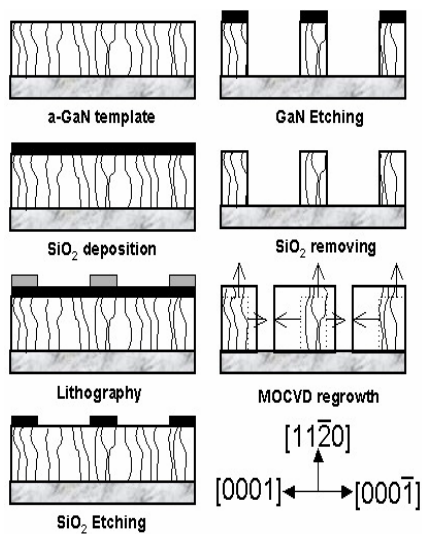 a-GaN template
SiO₂ deposition
Lithography
SiO₂ Etching
GaN Etching
SiO₂ removing
MOCVD regrowth
[112̅0]
[0001] [0001̅]